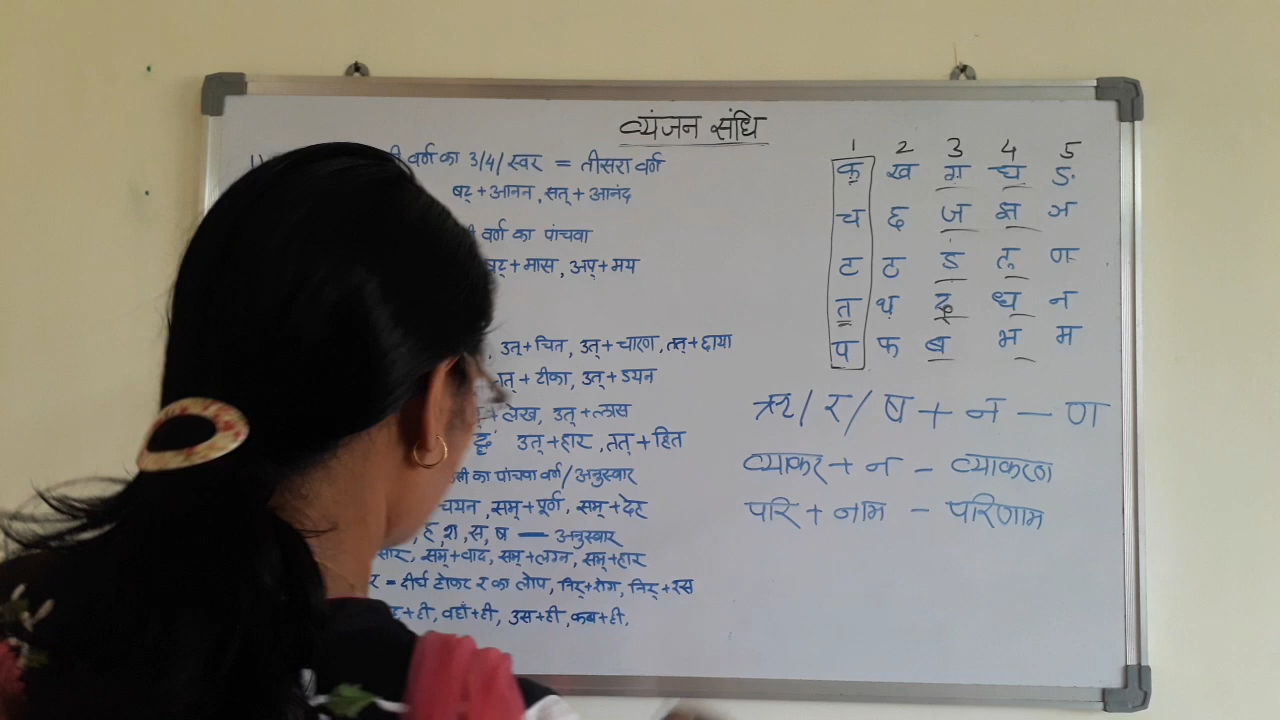 व्यंजन संधि
वर्ग का 3/4/स्वर = तीसरा वर्ण
षट् + आनन, सत् + आनंद
वर्ग का पांचवा
षट् + मास, अप् + मय
, उत् + चित, उत् + चारण, तत् + छाया
तत् + टीका, उत् + डयन
+ लेख, उत् + लास
उत् + हार, तत् + हित
का पांचवा वर्ण/अनुस्वार
चयन, सम् + पूर्ण, सम् + देह
, ह, श, स, ष — अनुस्वार
सार, सम् + वाद, सम् + लग्न, सम् + हार
र = दीर्घ होकर र का लोप, निर् + रोग, निर् + रस
+ ही, वहाँ + ही, उस + ही, कब + ही.
1 2 3 4 5
क ख ग घ ङ
च छ ज झ ञ
ट ठ ड ढ ण
त थ द ध न
प फ ब भ म
ऋ / र / ष + न – ण
व्याकर + न – व्याकरण
परि + नाम – परिणाम